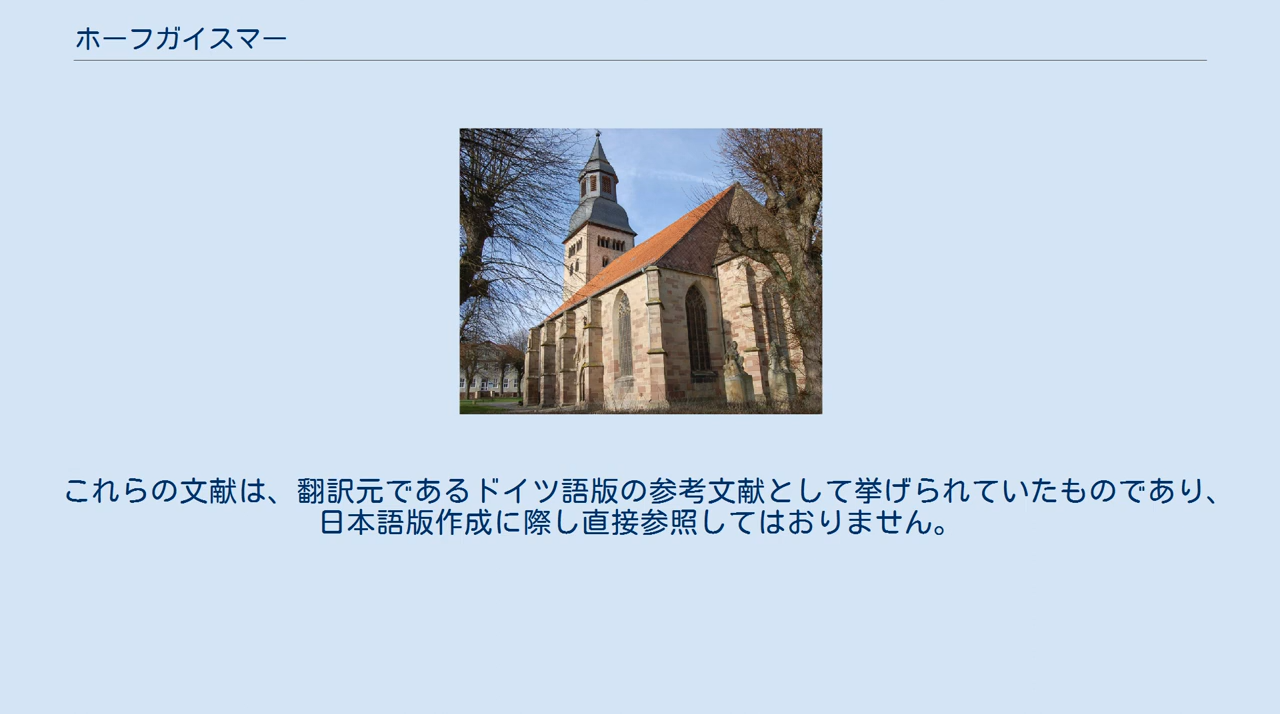 ホーフガイスマー
これらの文献は、翻訳元であるドイツ語版の参考文献として挙げられていたものであり、
日本語版作成に際し直接参照してはおりません。